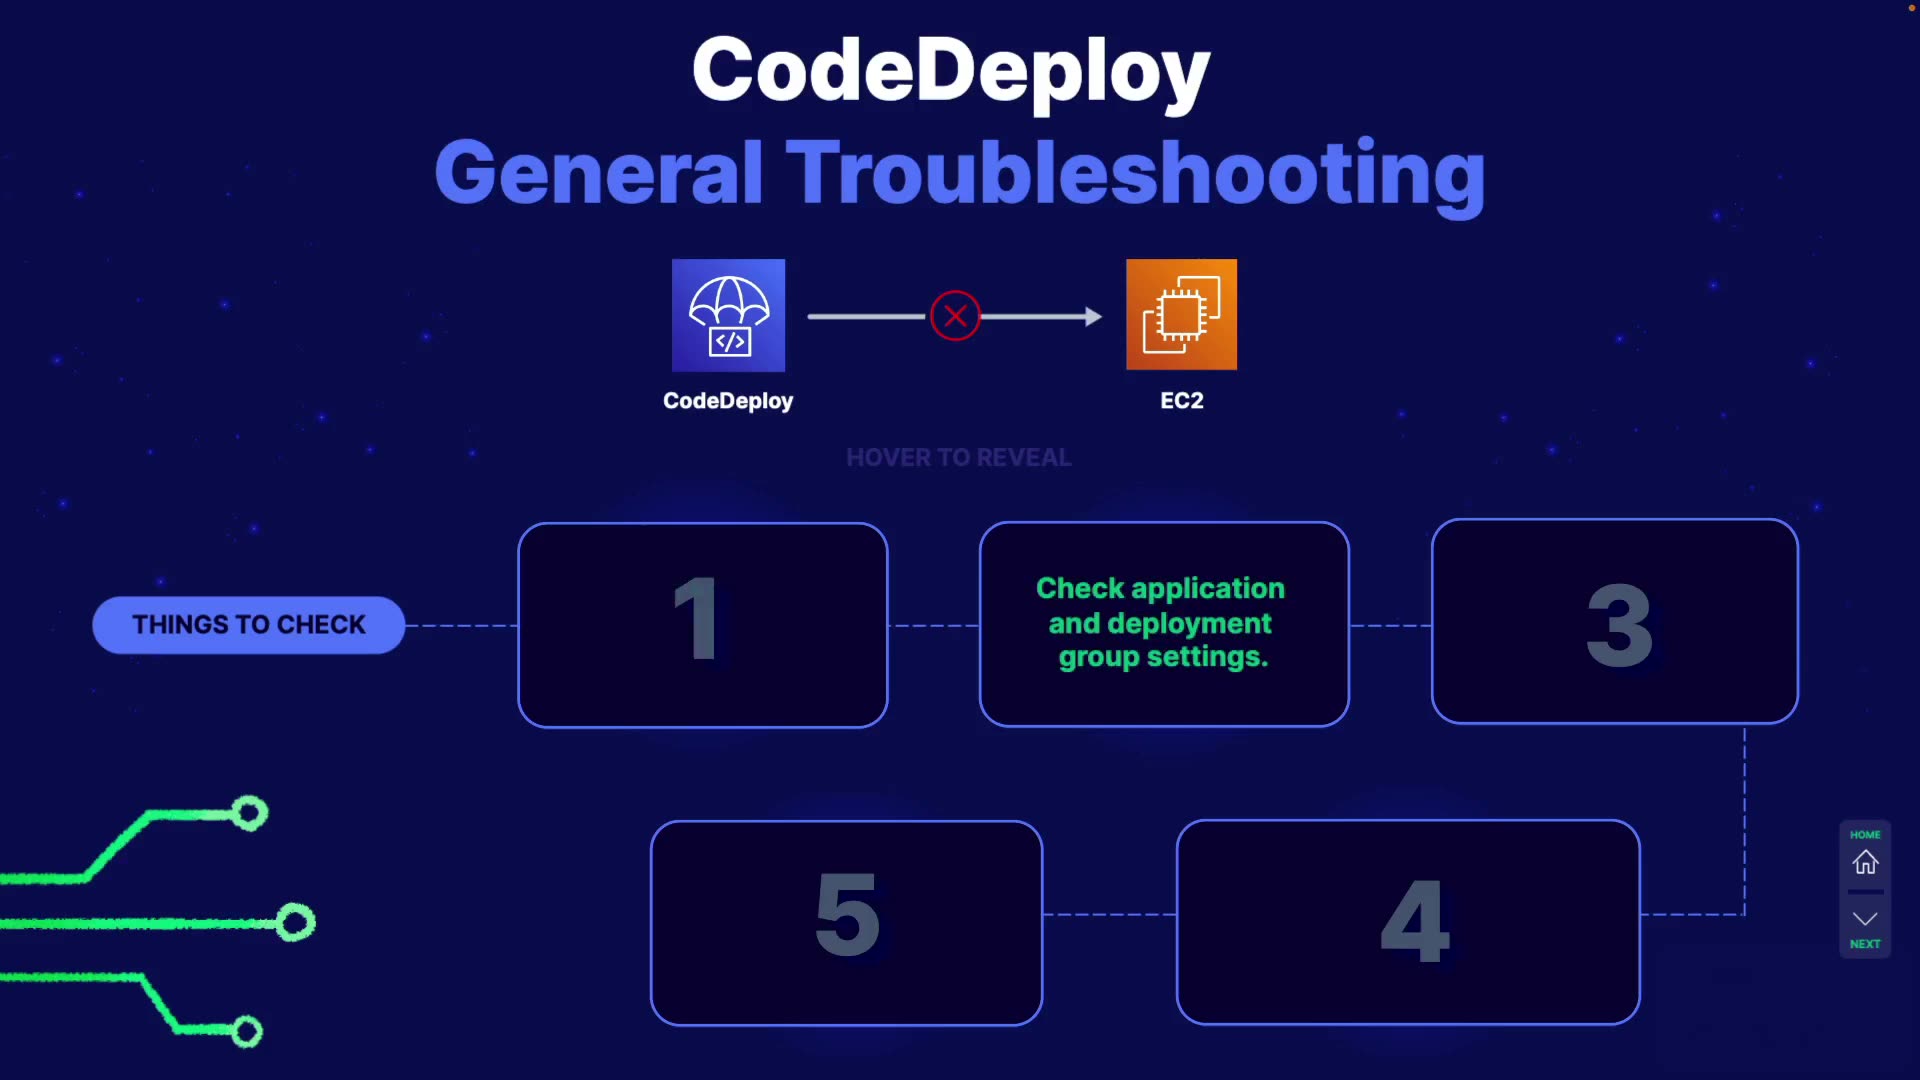 CodeDeploy
General Troubleshooting
CodeDeploy
EC2
HOVER TO REVEAL
THINGS TO CHECK
1
Check application
and deployment
group settings.
3
5
4
HOME
NEXT